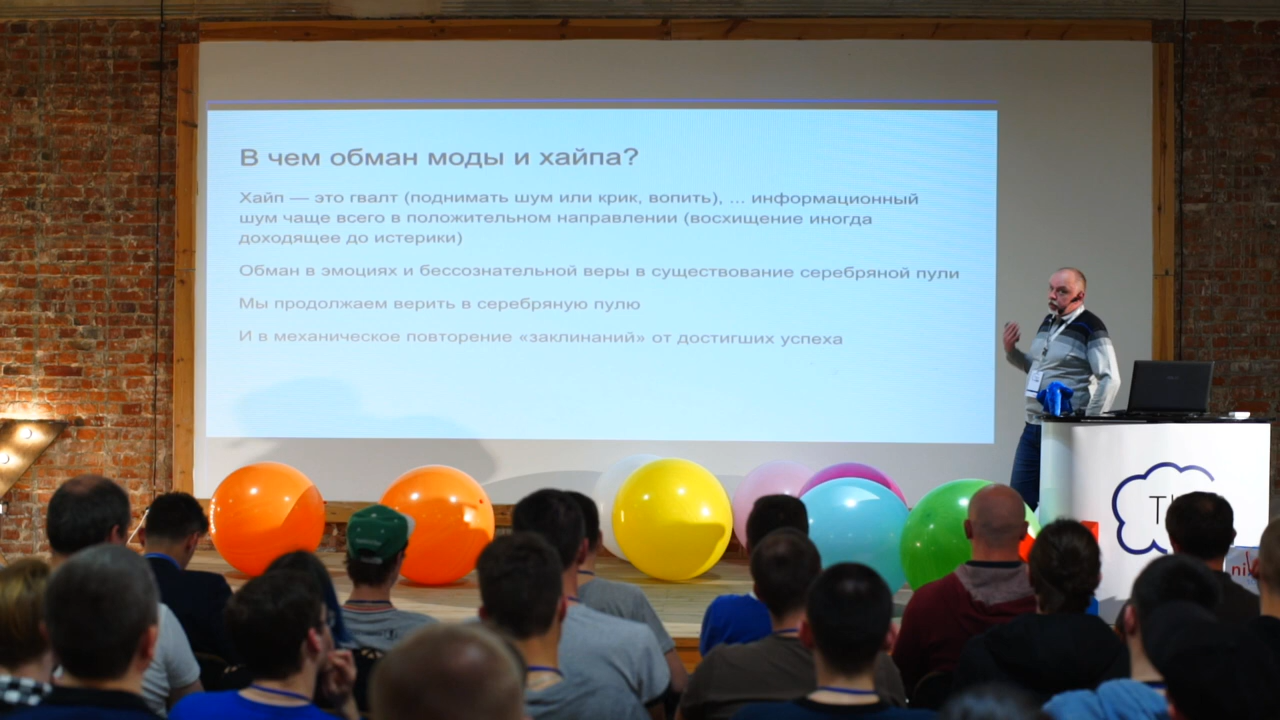 В чем обман моды и хайпа?
Хайп — это гвалт (поднимать шум или крик, вопить), ... информационный
шум чаще всего в положительном направлении (восхищение иногда
доходящее до истерики)
Обман в эмоциях и бессознательной веры в существование серебряной пули
Мы продолжаем верить в серебряную пулю
И в механическое повторение «заклинаний» от достигших успеха